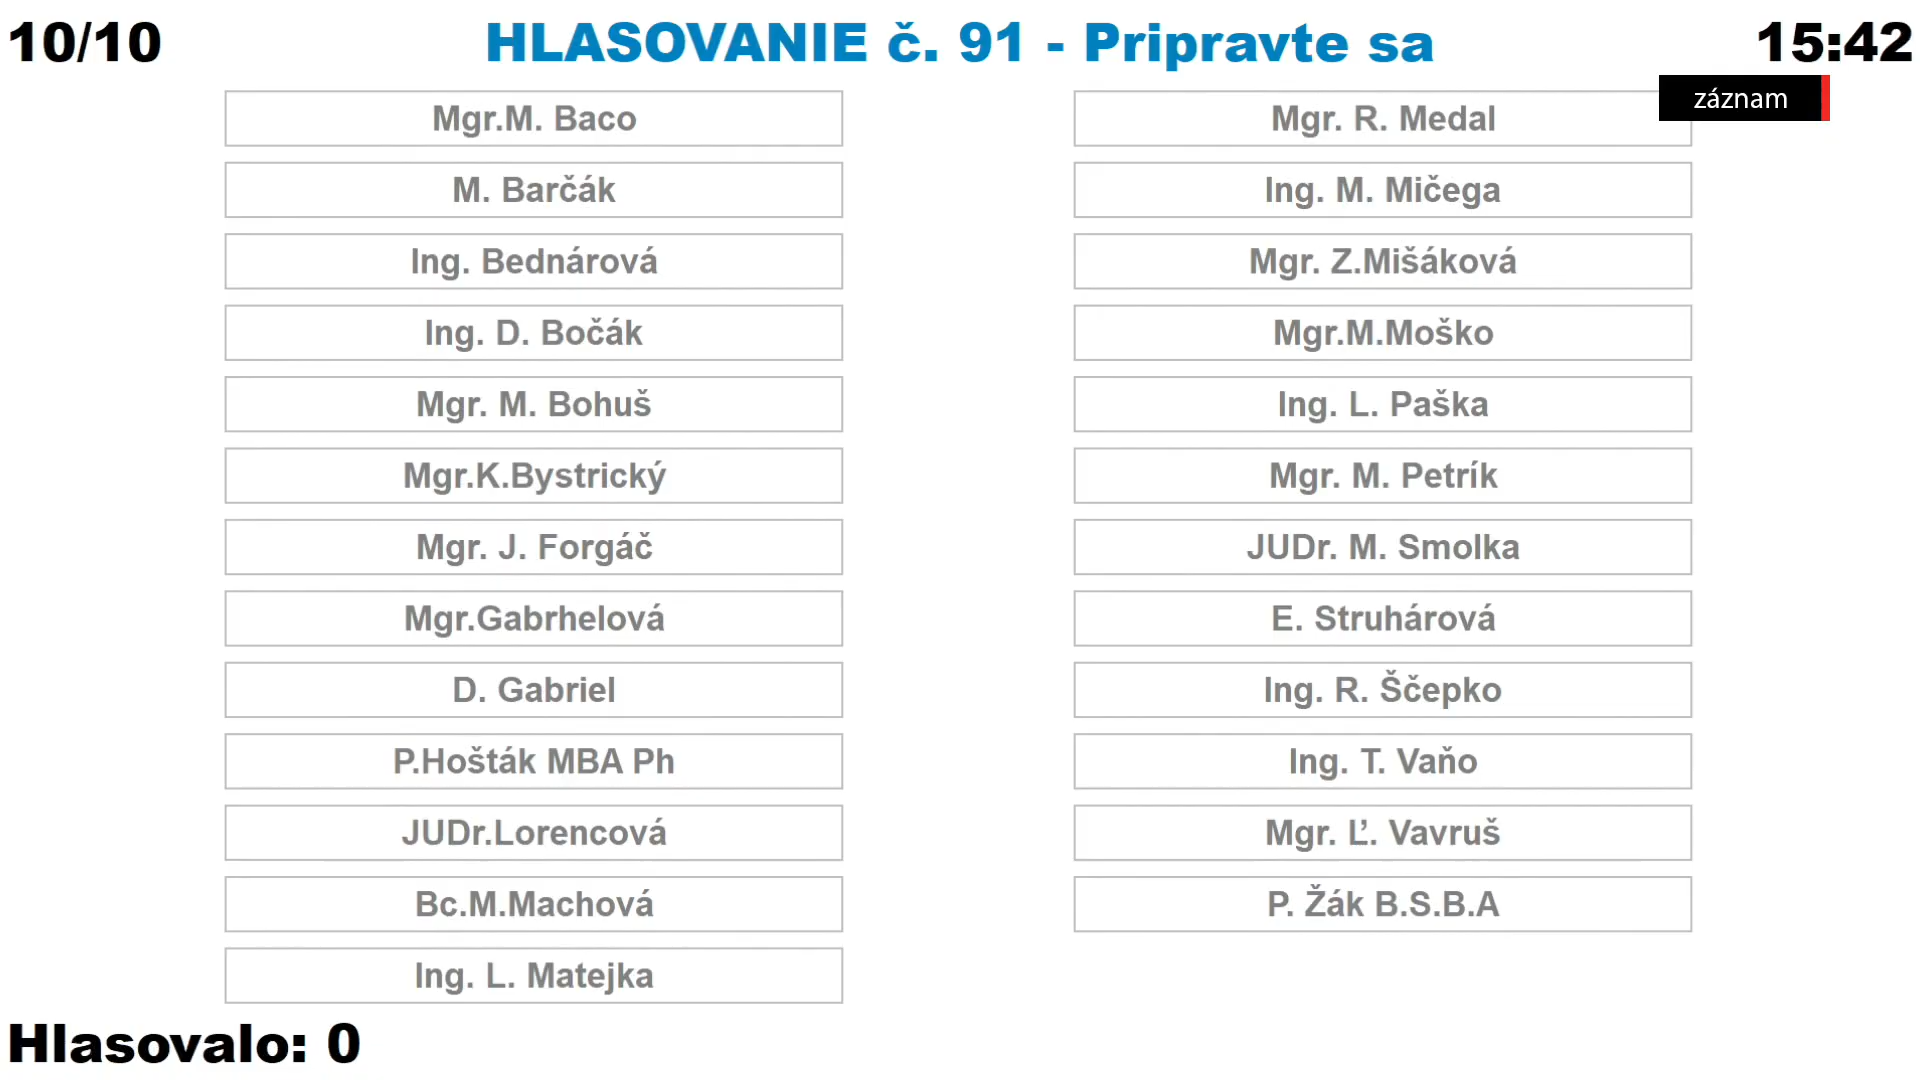 10/10
HLASOVANIE č. 91 - Pripravte sa
15:42
záznam
Mgr.M. Baco
M. Barčák
Ing. Bednárová
Ing. D. Bočák
Mgr. M. Bohuš
Mgr.K.Bystrický
Mgr. J. Forgáč
Mgr.Gabrhelová
D. Gabriel
P.Hošták MBA Ph
JUDr.Lorencová
Bc.M.Machová
Ing. L. Matejka
Mgr. R. Medal
Ing. M. Mičega
Mgr. Z.Mišáková
Mgr.M.Moško
Ing. L. Paška
Mgr. M. Petrík
JUDr. M. Smolka
E. Struhárová
Ing. R. Ščepko
Ing. T. Vaňo
Mgr. Ľ. Vavruš
P. Žák B.S.B.A
Hlasovalo: 0